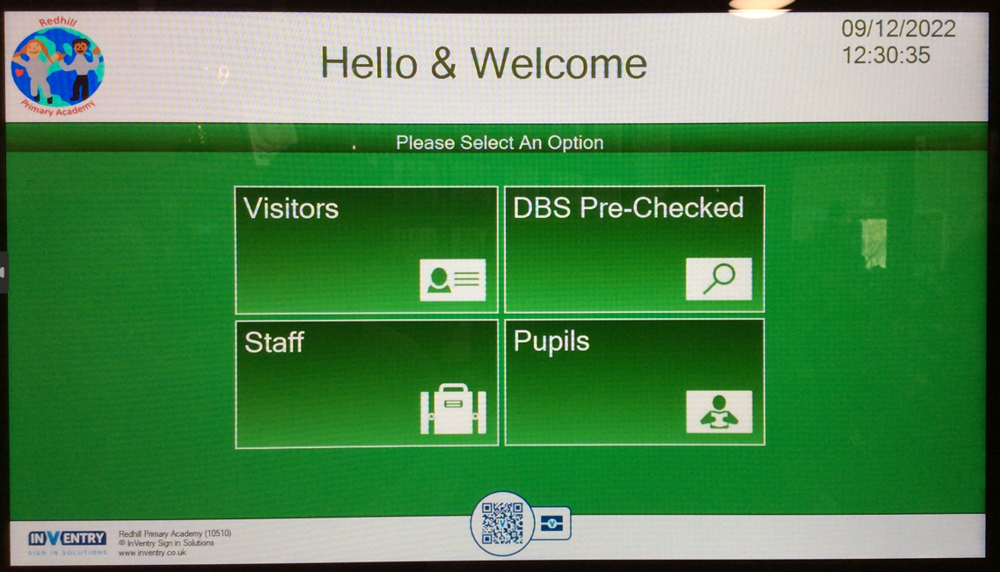 Redhill
Primary Academy
Hello & Welcome
09/12/2022
12:30:35
Please Select An Option
Visitors
DBS Pre-Checked
Staff
Pupils
INVENTRY
SIGN IN SOLUTIONS
Redhill Primary Academy (10510)
© InVentry Sign in Solutions
www.inventry.co.uk